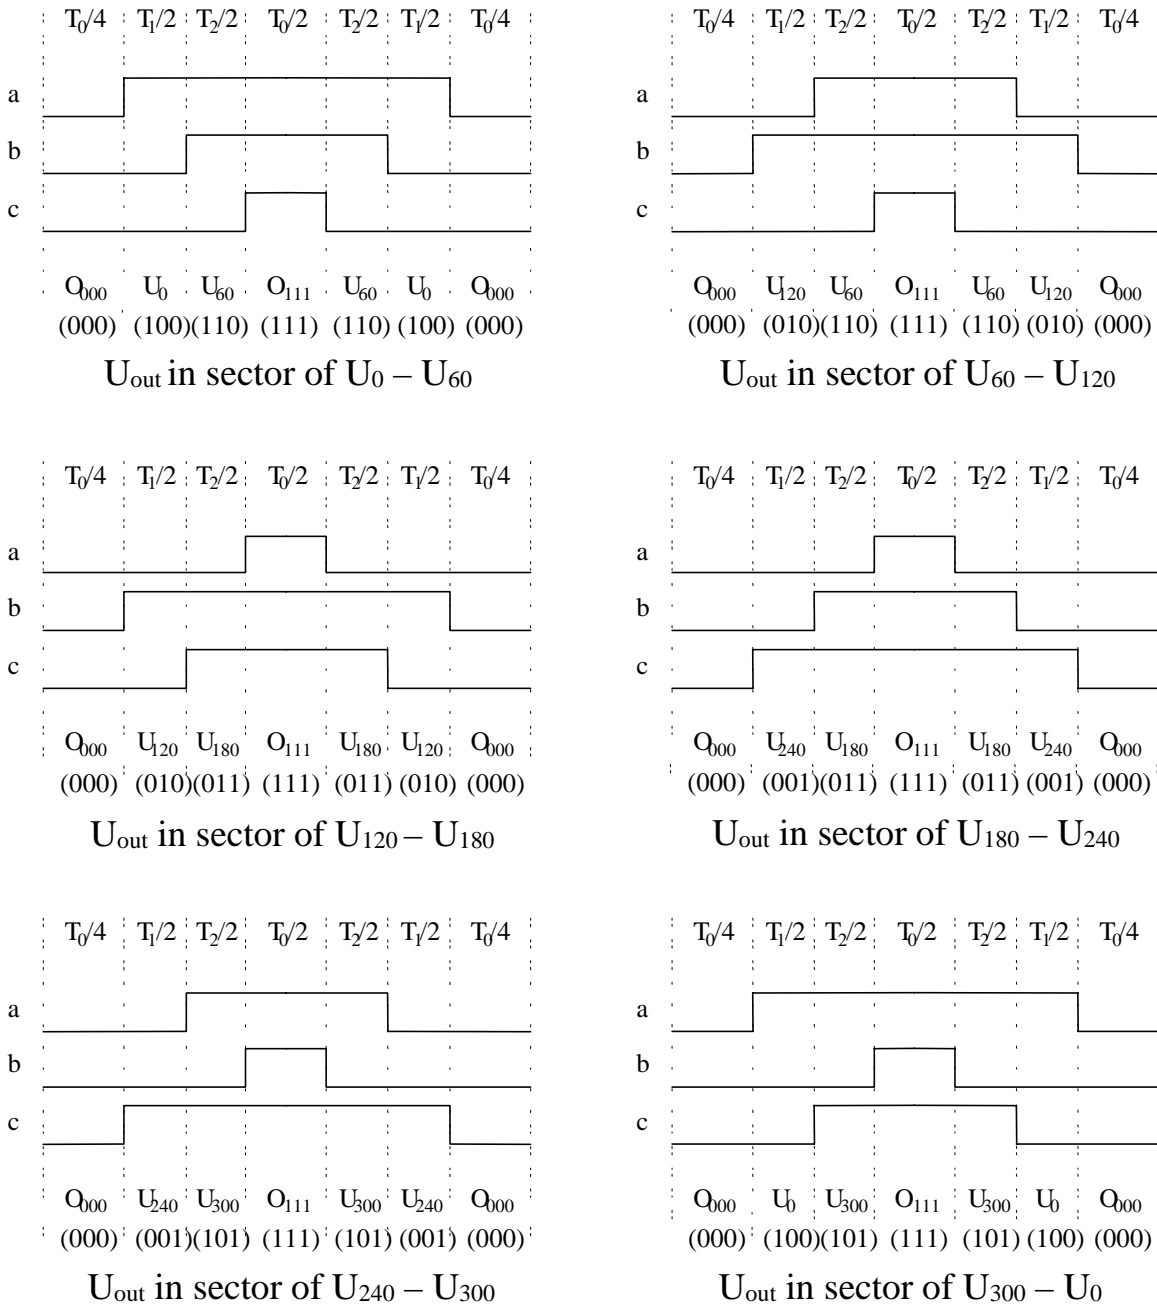 T₀/4 T₁/2 T₂/2 T₀/2 T₂/2 T₁/2 T₀/4
a
b
c
O₀₀₀ U₀ U₆₀ O₁₁₁ U₆₀ U₀ O₀₀₀
(000) (100)(110) (111) (110) (100) (000)
Uout in sector of U₀ – U₆₀
T₀/4 T₁/2 T₂/2 T₀/2 T₂/2 T₁/2 T₀/4
a
b
c
O₀₀₀ U₁₂₀ U₆₀ O₁₁₁ U₆₀ U₁₂₀ O₀₀₀
(000) (010)(110) (111) (110) (010) (000)
Uout in sector of U₆₀ – U₁₂₀
T₀/4 T₁/2 T₂/2 T₀/2 T₂/2 T₁/2 T₀/4
a
b
c
O₀₀₀ U₁₂₀ U₁₈₀ O₁₁₁ U₁₈₀ U₁₂₀ O₀₀₀
(000) (010)(011) (111) (011) (010) (000)
Uout in sector of U₁₂₀ – U₁₈₀
T₀/4 T₁/2 T₂/2 T₀/2 T₂/2 T₁/2 T₀/4
a
b
c
O₀₀₀ U₂₄₀ U₁₈₀ O₁₁₁ U₁₈₀ U₂₄₀ O₀₀₀
(000) (001)(011) (111) (011) (001) (000)
Uout in sector of U₁₈₀ – U₂₄₀
T₀/4 T₁/2 T₂/2 T₀/2 T₂/2 T₁/2 T₀/4
a
b
c
O₀₀₀ U₂₄₀ U₃₀₀ O₁₁₁ U₃₀₀ U₂₄₀ O₀₀₀
(000) (001)(101) (111) (101) (001) (000)
Uout in sector of U₂₄₀ – U₃₀₀
T₀/4 T₁/2 T₂/2 T₀/2 T₂/2 T₁/2 T₀/4
a
b
c
O₀₀₀ U₀ U₃₀₀ O₁₁₁ U₃₀₀ U₀ O₀₀₀
(000) (100)(101) (111) (101) (100) (000)
Uout in sector of U₃₀₀ – U₀